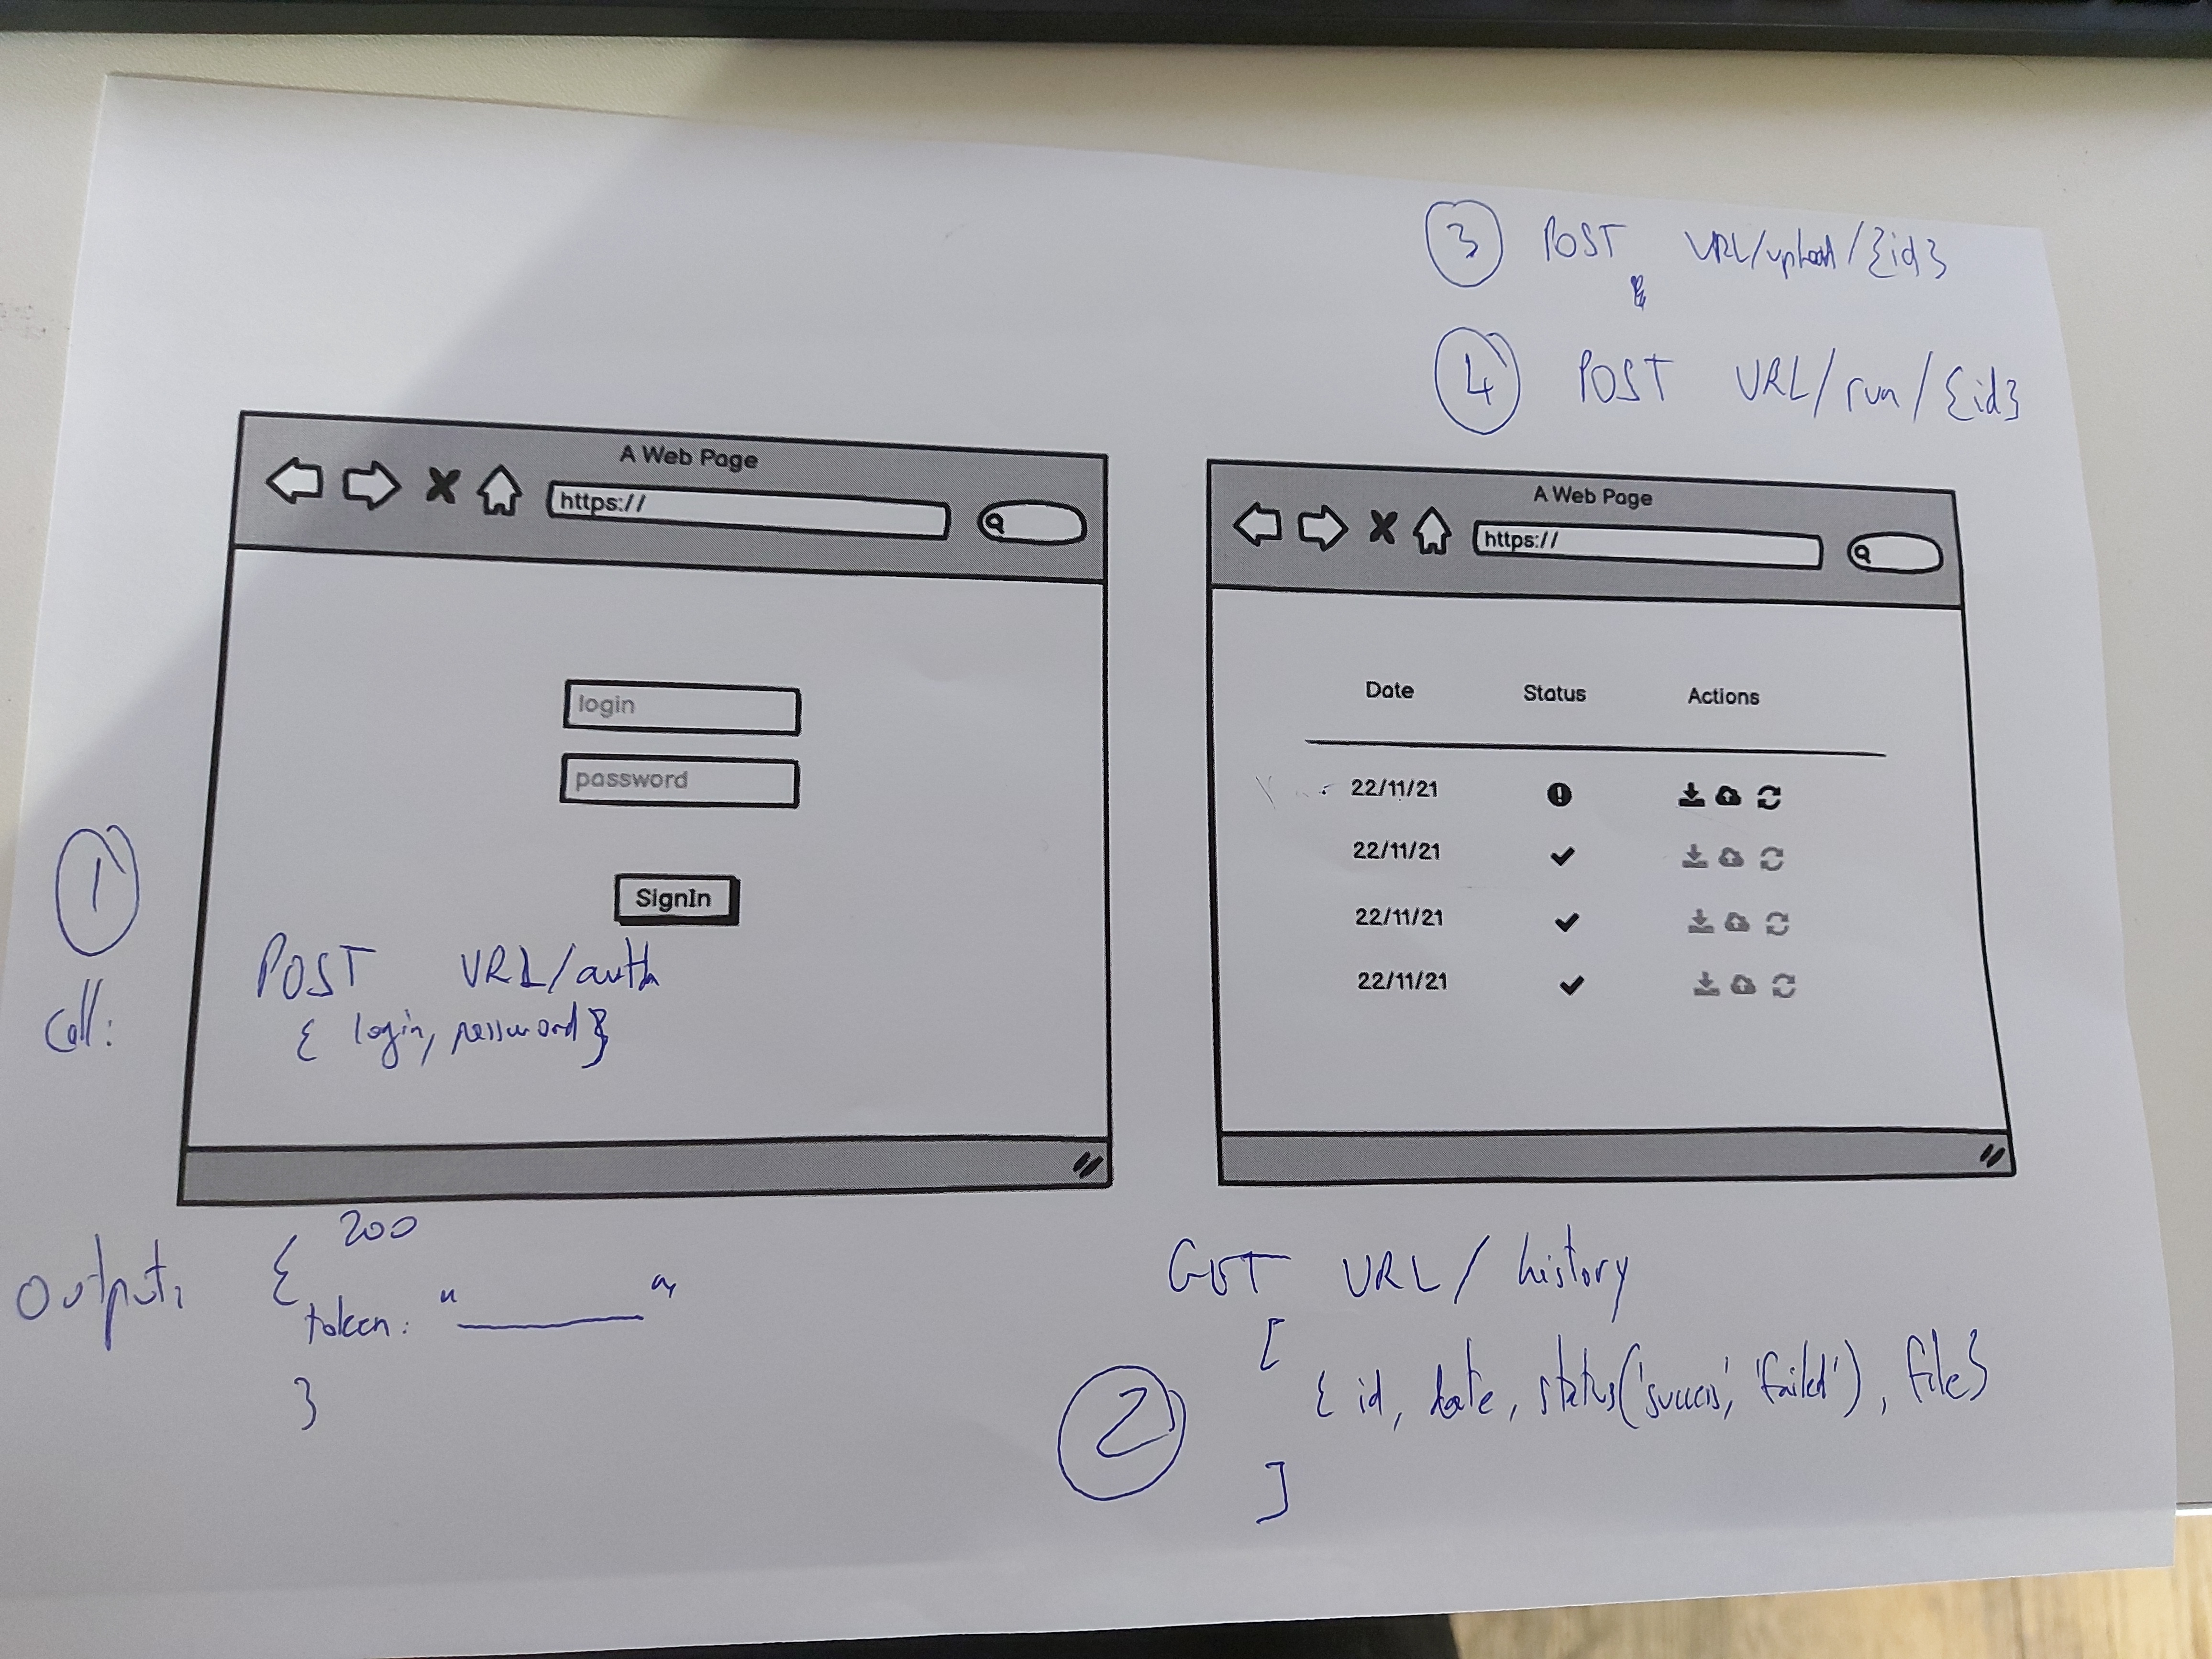 3 POST URL/upload/{id}
4 POST URL/run/{id}
A Web Page
https://
login
password
SignIn
1
Call:
POST URL/auth
{ login, password}
Output:
200
{
token: "______"
}
A Web Page
https://
Date Status Actions
22/11/21
22/11/21
22/11/21
22/11/21
GET URL/history
[
2
{ id, date, status('success', 'failed'), file}
]